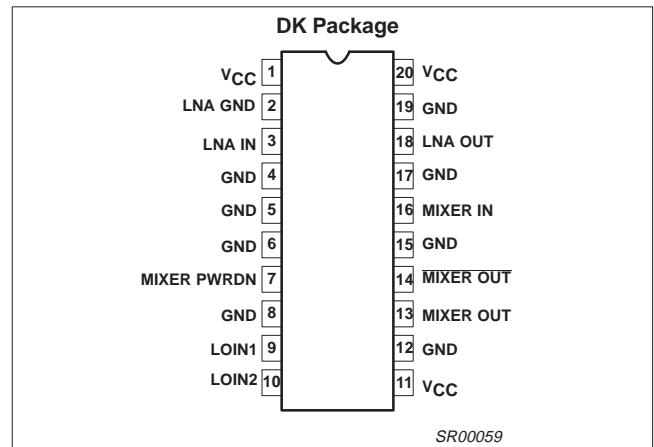 DK Package
VCC 1 20 VCC
LNA GND 2 19 GND
LNA IN 3 18 LNA OUT
GND 4 17 GND
GND 5 16 MIXER IN
GND 6 15 GND
MIXER PWRDN 7 14 MIXER OUT
GND 8 13 MIXER OUT
LOIN1 9 12 GND
LOIN2 10 11 VCC
SR00059